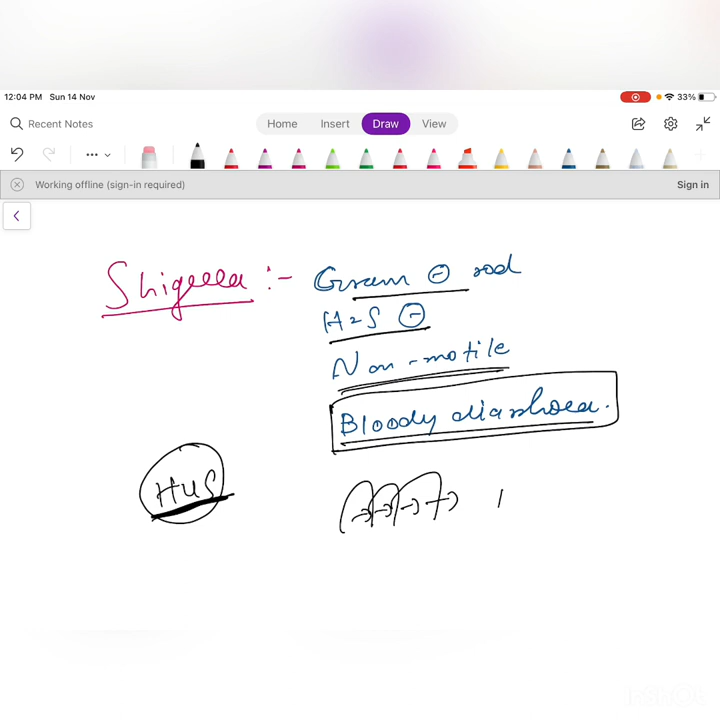 12:04 PM Sun 14 Nov 33%
Recent Notes Home Insert Draw View
Working offline (sign-in required) Sign in
Shigella :- Gram ⊖ rod
H2S ⊖
Non-motile
Bloody diarrhoea.
HUS
InShot